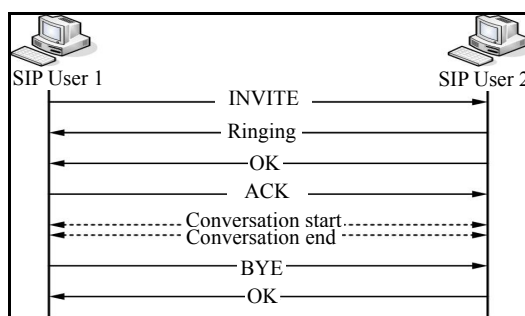 SIP User 1
SIP User 2
INVITE
Ringing
OK
ACK
Conversation start
Conversation end
BYE
OK